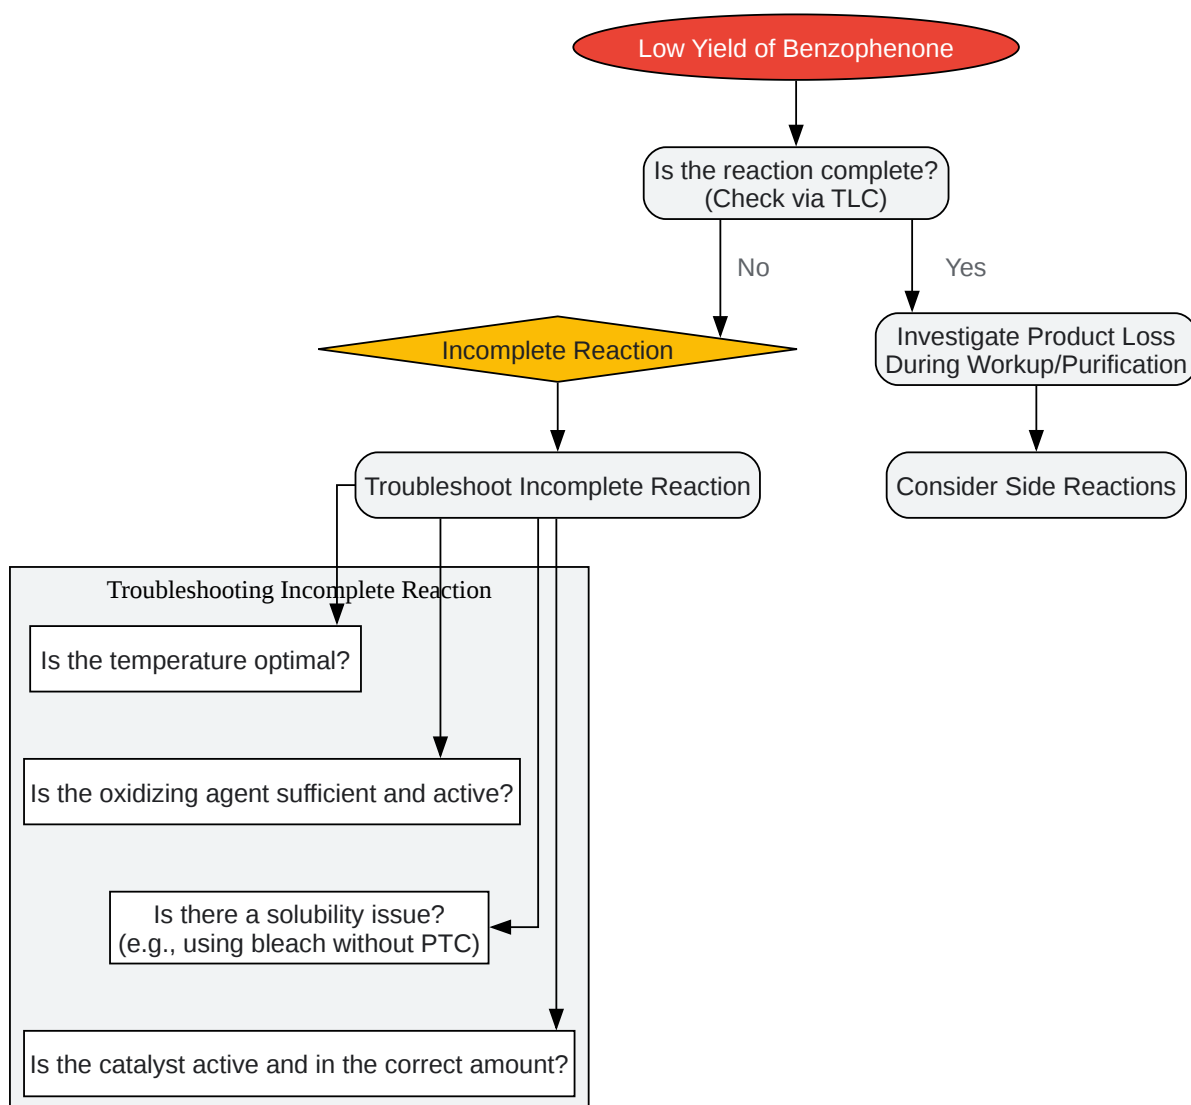 Low Yield of Benzophenone
Is the reaction complete?
(Check via TLC)
No
Yes
Incomplete Reaction
Investigate Product Loss
During Workup/Purification
Troubleshoot Incomplete Reaction
Consider Side Reactions
Troubleshooting Incomplete Reaction
Is the temperature optimal?
Is the oxidizing agent sufficient and active?
Is there a solubility issue?
(e.g., using bleach without PTC)
Is the catalyst active and in the correct amount?